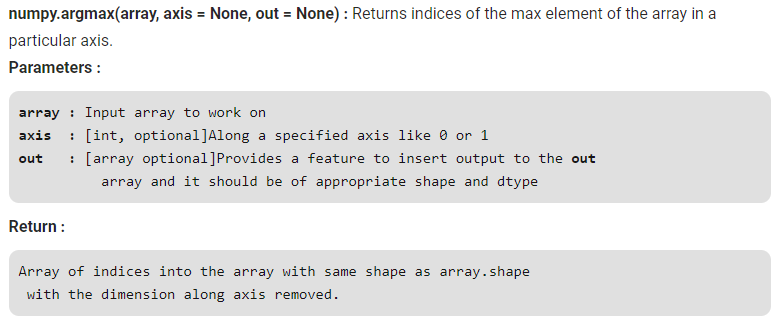 numpy.argmax(array, axis = None, out = None) : Returns indices of the max element of the array in a
particular axis.
Parameters :
array : Input array to work on
axis  : [int, optional]Along a specified axis like 0 or 1
out   : [array optional]Provides a feature to insert output to the out
array and it should be of appropriate shape and dtype
Return :
Array of indices into the array with same shape as array.shape
with the dimension along axis removed.